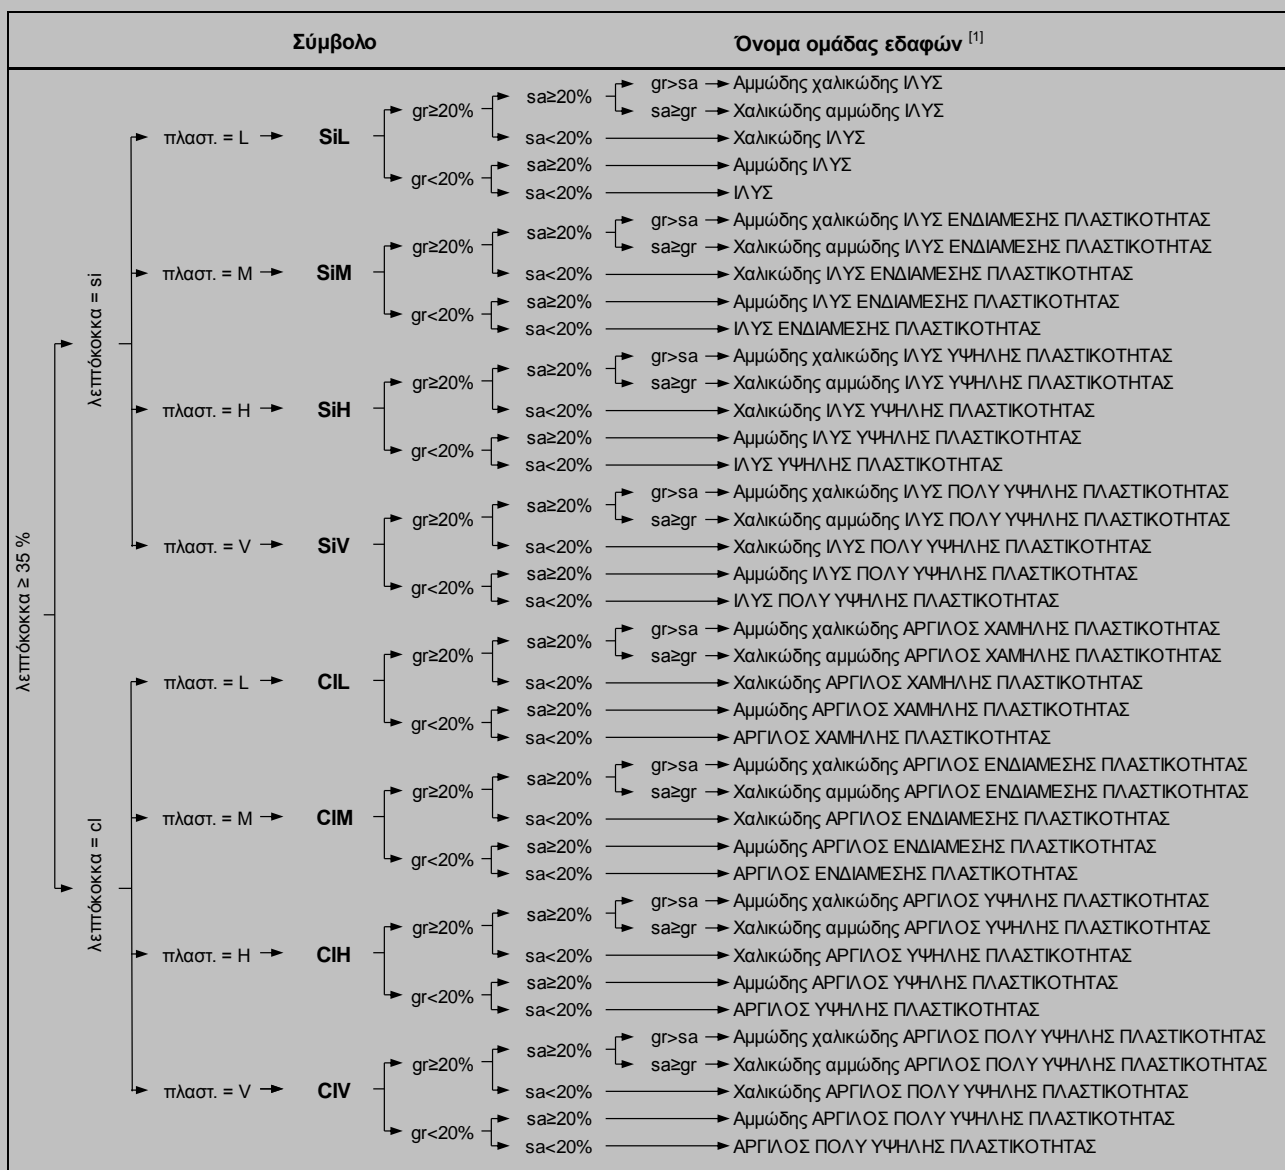 Σύμβολο Όνομα ομάδας εδαφών [1]
gr>sa Αμμώδης χαλικώδης ΙΛΥΣ
sa≥20%
gr≥20% sa≥gr Χαλικώδης αμμώδης ΙΛΥΣ
πλαστ. = L SiL sa<20% Χαλικώδης ΙΛΥΣ
sa≥20% Αμμώδης ΙΛΥΣ
gr<20%
sa<20% ΙΛΥΣ
gr>sa Αμμώδης χαλικώδης ΙΛΥΣ ΕΝΔΙΑΜΕΣΗΣ ΠΛΑΣΤΙΚΟΤΗΤΑΣ
sa≥20%
gr≥20% sa≥gr Χαλικώδης αμμώδης ΙΛΥΣ ΕΝΔΙΑΜΕΣΗΣ ΠΛΑΣΤΙΚΟΤΗΤΑΣ
πλαστ. = M SiM sa<20% Χαλικώδης ΙΛΥΣ ΕΝΔΙΑΜΕΣΗΣ ΠΛΑΣΤΙΚΟΤΗΤΑΣ
sa≥20% Αμμώδης ΙΛΥΣ ΕΝΔΙΑΜΕΣΗΣ ΠΛΑΣΤΙΚΟΤΗΤΑΣ
gr<20%
sa<20% ΙΛΥΣ ΕΝΔΙΑΜΕΣΗΣ ΠΛΑΣΤΙΚΟΤΗΤΑΣ
λεπτόκοκκα = si
gr>sa Αμμώδης χαλικώδης ΙΛΥΣ ΥΨΗΛΗΣ ΠΛΑΣΤΙΚΟΤΗΤΑΣ
sa≥20%
gr≥20% sa≥gr Χαλικώδης αμμώδης ΙΛΥΣ ΥΨΗΛΗΣ ΠΛΑΣΤΙΚΟΤΗΤΑΣ
πλαστ. = H SiH sa<20% Χαλικώδης ΙΛΥΣ ΥΨΗΛΗΣ ΠΛΑΣΤΙΚΟΤΗΤΑΣ
sa≥20% Αμμώδης ΙΛΥΣ ΥΨΗΛΗΣ ΠΛΑΣΤΙΚΟΤΗΤΑΣ
gr<20%
sa<20% ΙΛΥΣ ΥΨΗΛΗΣ ΠΛΑΣΤΙΚΟΤΗΤΑΣ
gr>sa Αμμώδης χαλικώδης ΙΛΥΣ ΠΟΛΥ ΥΨΗΛΗΣ ΠΛΑΣΤΙΚΟΤΗΤΑΣ
sa≥20%
gr≥20% sa≥gr Χαλικώδης αμμώδης ΙΛΥΣ ΠΟΛΥ ΥΨΗΛΗΣ ΠΛΑΣΤΙΚΟΤΗΤΑΣ
πλαστ. = V SiV sa<20% Χαλικώδης ΙΛΥΣ ΠΟΛΥ ΥΨΗΛΗΣ ΠΛΑΣΤΙΚΟΤΗΤΑΣ
sa≥20% Αμμώδης ΙΛΥΣ ΠΟΛΥ ΥΨΗΛΗΣ ΠΛΑΣΤΙΚΟΤΗΤΑΣ
gr<20%
sa<20% ΙΛΥΣ ΠΟΛΥ ΥΨΗΛΗΣ ΠΛΑΣΤΙΚΟΤΗΤΑΣ
λεπτόκοκκα ≥ 35 %
gr>sa Αμμώδης χαλικώδης ΑΡΓΙΛΟΣ ΧΑΜΗΛΗΣ ΠΛΑΣΤΙΚΟΤΗΤΑΣ
sa≥20%
gr≥20% sa≥gr Χαλικώδης αμμώδης ΑΡΓΙΛΟΣ ΧΑΜΗΛΗΣ ΠΛΑΣΤΙΚΟΤΗΤΑΣ
πλαστ. = L ClL sa<20% Χαλικώδης ΑΡΓΙΛΟΣ ΧΑΜΗΛΗΣ ΠΛΑΣΤΙΚΟΤΗΤΑΣ
sa≥20% Αμμώδης ΑΡΓΙΛΟΣ ΧΑΜΗΛΗΣ ΠΛΑΣΤΙΚΟΤΗΤΑΣ
gr<20%
sa<20% ΑΡΓΙΛΟΣ ΧΑΜΗΛΗΣ ΠΛΑΣΤΙΚΟΤΗΤΑΣ
gr>sa Αμμώδης χαλικώδης ΑΡΓΙΛΟΣ ΕΝΔΙΑΜΕΣΗΣ ΠΛΑΣΤΙΚΟΤΗΤΑΣ
sa≥20%
gr≥20% sa≥gr Χαλικώδης αμμώδης ΑΡΓΙΛΟΣ ΕΝΔΙΑΜΕΣΗΣ ΠΛΑΣΤΙΚΟΤΗΤΑΣ
πλαστ. = M ClM sa<20% Χαλικώδης ΑΡΓΙΛΟΣ ΕΝΔΙΑΜΕΣΗΣ ΠΛΑΣΤΙΚΟΤΗΤΑΣ
sa≥20% Αμμώδης ΑΡΓΙΛΟΣ ΕΝΔΙΑΜΕΣΗΣ ΠΛΑΣΤΙΚΟΤΗΤΑΣ
gr<20%
sa<20% ΑΡΓΙΛΟΣ ΕΝΔΙΑΜΕΣΗΣ ΠΛΑΣΤΙΚΟΤΗΤΑΣ
λεπτόκοκκα = cl
gr>sa Αμμώδης χαλικώδης ΑΡΓΙΛΟΣ ΥΨΗΛΗΣ ΠΛΑΣΤΙΚΟΤΗΤΑΣ
sa≥20%
gr≥20% sa≥gr Χαλικώδης αμμώδης ΑΡΓΙΛΟΣ ΥΨΗΛΗΣ ΠΛΑΣΤΙΚΟΤΗΤΑΣ
πλαστ. = H ClH sa<20% Χαλικώδης ΑΡΓΙΛΟΣ ΥΨΗΛΗΣ ΠΛΑΣΤΙΚΟΤΗΤΑΣ
sa≥20% Αμμώδης ΑΡΓΙΛΟΣ ΥΨΗΛΗΣ ΠΛΑΣΤΙΚΟΤΗΤΑΣ
gr<20%
sa<20% ΑΡΓΙΛΟΣ ΥΨΗΛΗΣ ΠΛΑΣΤΙΚΟΤΗΤΑΣ
gr>sa Αμμώδης χαλικώδης ΑΡΓΙΛΟΣ ΠΟΛΥ ΥΨΗΛΗΣ ΠΛΑΣΤΙΚΟΤΗΤΑΣ
sa≥20%
gr≥20% sa≥gr Χαλικώδης αμμώδης ΑΡΓΙΛΟΣ ΠΟΛΥ ΥΨΗΛΗΣ ΠΛΑΣΤΙΚΟΤΗΤΑΣ
πλαστ. = V ClV sa<20% Χαλικώδης ΑΡΓΙΛΟΣ ΠΟΛΥ ΥΨΗΛΗΣ ΠΛΑΣΤΙΚΟΤΗΤΑΣ
sa≥20% Αμμώδης ΑΡΓΙΛΟΣ ΠΟΛΥ ΥΨΗΛΗΣ ΠΛΑΣΤΙΚΟΤΗΤΑΣ
gr<20%
sa<20% ΑΡΓΙΛΟΣ ΠΟΛΥ ΥΨΗΛΗΣ ΠΛΑΣΤΙΚΟΤΗΤΑΣ